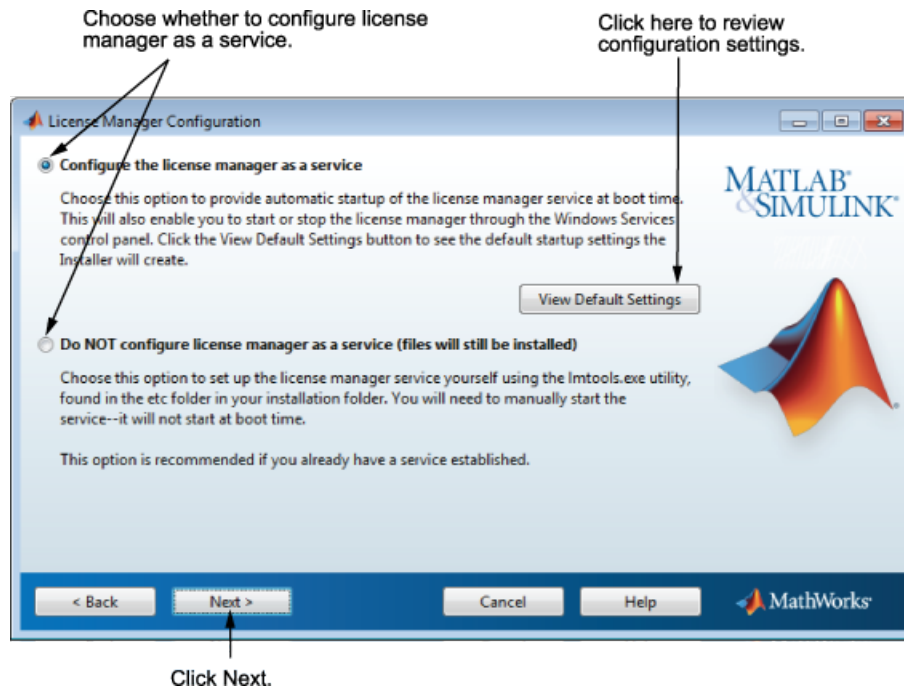 Choose whether to configure license
manager as a service.
Click here to review
configuration settings.
License Manager Configuration
Configure the license manager as a service
Choose this option to provide automatic startup of the license manager service at boot time.
This will also enable you to start or stop the license manager through the Windows Services
control panel. Click the View Default Settings button to see the default startup settings the
Installer will create.
MATLAB®
&SIMULINK®
View Default Settings
Do NOT configure license manager as a service (files will still be installed)
Choose this option to set up the license manager service yourself using the lmtools.exe utility,
found in the etc folder in your installation folder. You will need to manually start the
service--it will not start at boot time.
This option is recommended if you already have a service established.
< Back
Next >
Cancel
Help
MathWorks®
Click Next.